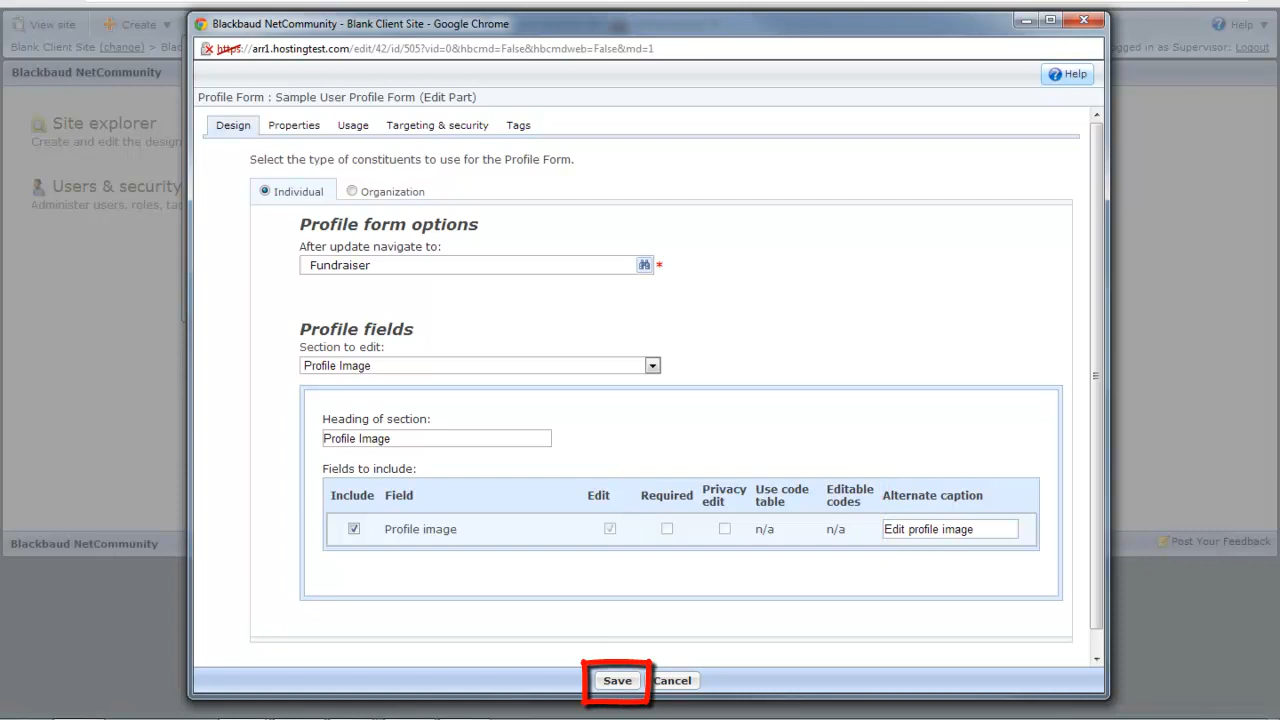 Blackbaud NetCommunity - Blank Client Site - Google Chrome
View site Create Help
https://arr1.hostingtest.com/edit/42/id/505?vid=0&hbcmd=False&hbcmdweb=False&md=1
Blank Client Site (change) > Blac
ogged in as Supervisor: Logout
Blackbaud NetCommunity
Help
Profile Form : Sample User Profile Form (Edit Part)
Site explorer
Create and edit the design
Users & security
Administer users, roles, tas
Design Properties Usage Targeting & security Tags
Select the type of constituents to use for the Profile Form.
Individual Organization
Profile form options
After update navigate to:
Fundraiser *
Profile fields
Section to edit:
Profile Image
Heading of section:
Profile Image
Fields to include:
Include Field Edit Required Privacy edit Use code table Editable codes Alternate caption
Profile image n/a n/a Edit profile image
Blackbaud NetCommunity
Post Your Feedback
Save Cancel